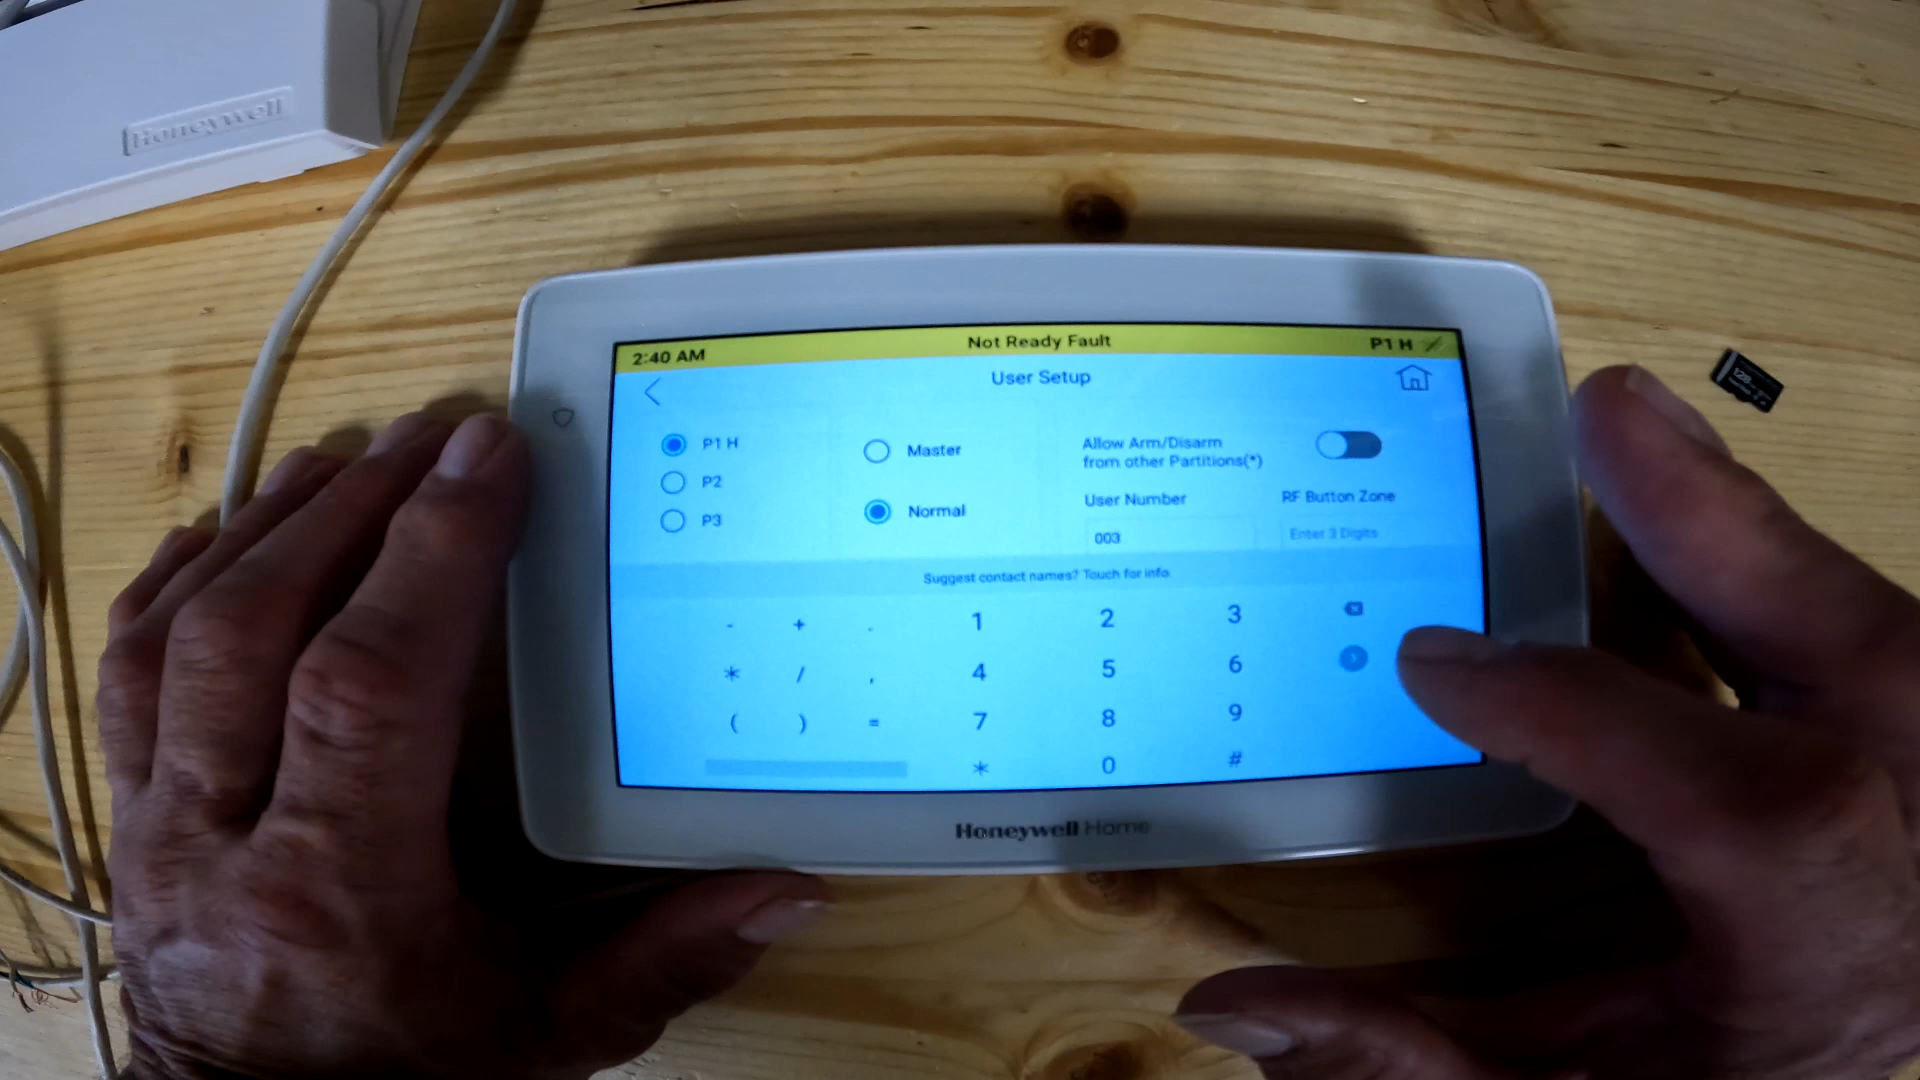 Honeywell
2:40 AM
Not Ready Fault
P1 H
User Setup
P1 H
P2
P3
Master
Normal
Allow Arm/Disarm
from other Partitions(*)
User Number
003
RF Button Zone
Enter 3 Digits
Suggest contact names? Touch for info.
- + . 1 2 3
* / , 4 5 6
( ) = 7 8 9
* 0 #
Honeywell Home
128